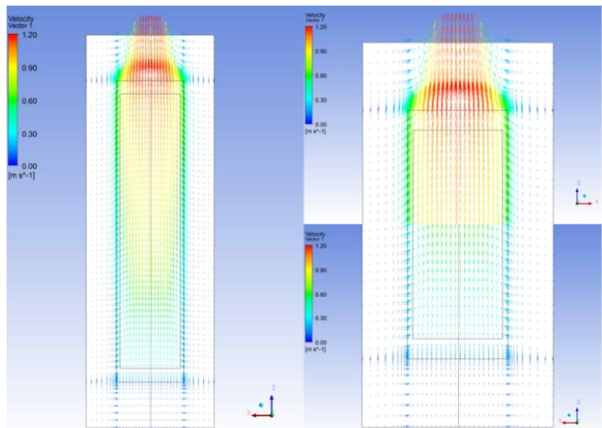 Velocity
Vector 1
1.20
0.90
0.60
0.30
0.00
[m s^-1]
Z
X
Velocity
Vector 1
1.20
0.90
0.60
0.30
0.00
[m s^-1]
Z
X
Velocity
Vector 1
1.20
0.90
0.60
0.30
0.00
[m s^-1]
Z
X